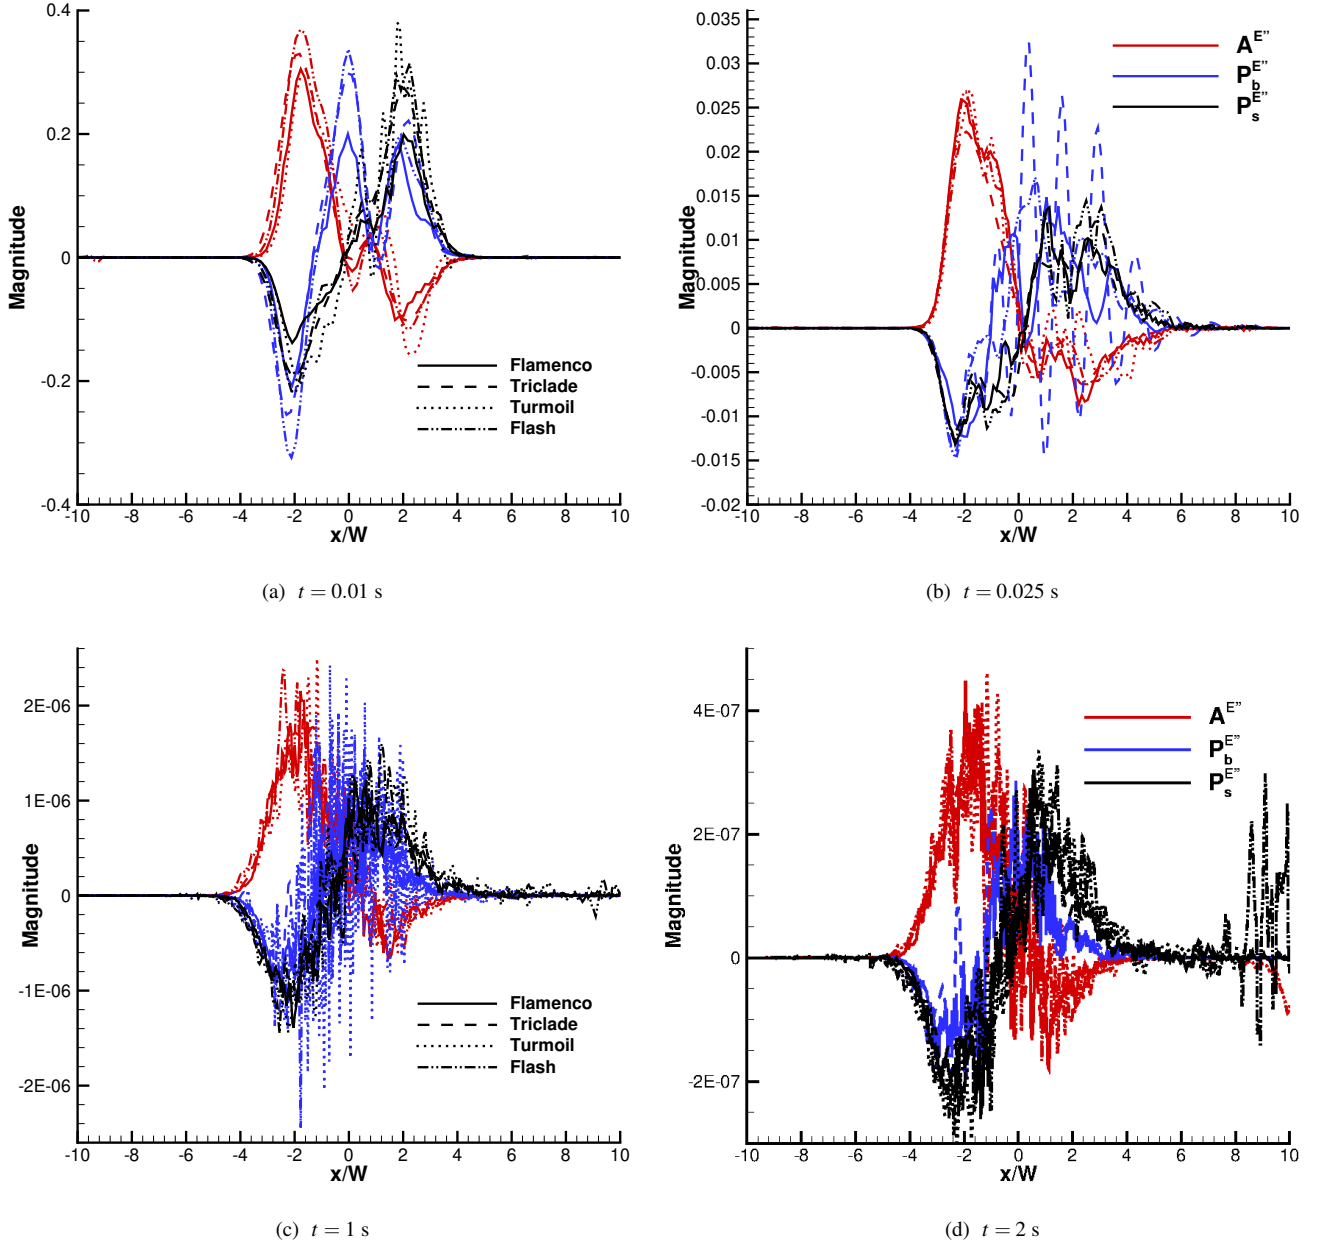 0.4
0.2
0
-0.2
-0.4
Magnitude
-10 -8 -6 -4 -2 0 2 4 6 8 10
x/W
Flamenco
Triclade
Turmoil
Flash
(a) t = 0.01 s
0.035
0.03
0.025
0.02
0.015
0.01
0.005
0
-0.005
-0.01
-0.015
-0.02
Magnitude
-10 -8 -6 -4 -2 0 2 4 6 8 10
x/W
A^E"
P_b^E"
P_s^E"
(b) t = 0.025 s
2E-06
1E-06
0
-1E-06
-2E-06
Magnitude
-10 -8 -6 -4 -2 0 2 4 6 8 10
x/W
Flamenco
Triclade
Turmoil
Flash
(c) t = 1 s
4E-07
2E-07
0
-2E-07
Magnitude
-10 -8 -6 -4 -2 0 2 4 6 8 10
x/W
A^E"
P_b^E"
P_s^E"
(d) t = 2 s